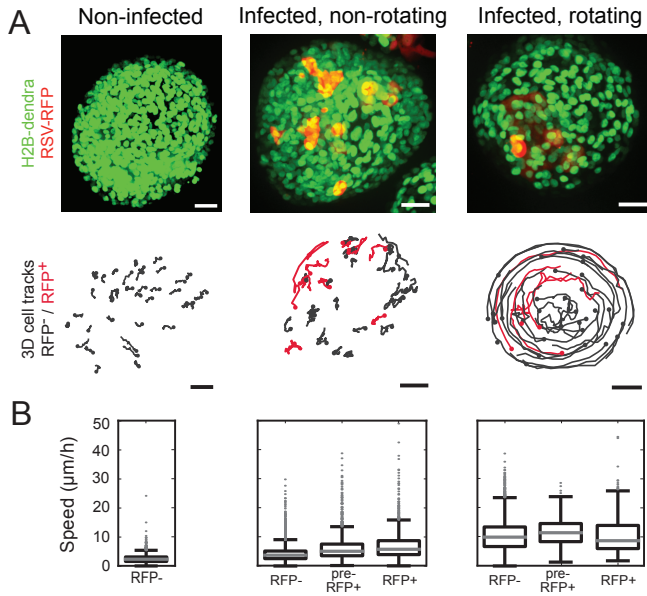 A
Non-infected
Infected, non-rotating
Infected, rotating
H2B-dendra
RSV-RFP
3D cell tracks
RFP⁻ / RFP⁺
B
Speed (µm/h)
50
40
30
20
10
0
RFP-
RFP-
pre-
RFP+
RFP+
RFP-
pre-
RFP+
RFP+